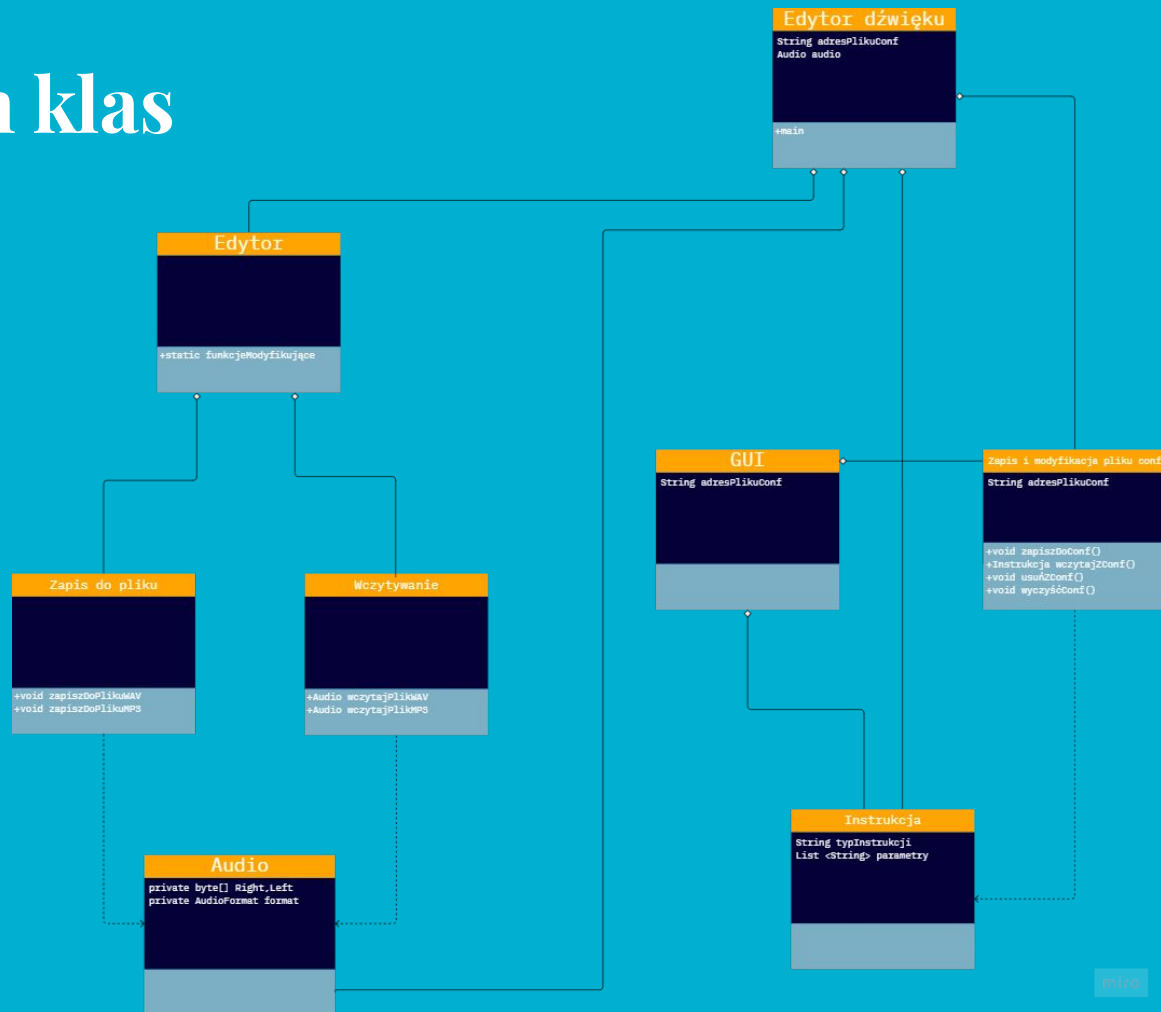 n klas
Edytor dźwięku
String adresPlikuConf
Audio audio
+main
Edytor
+static funkcjeModyfikujące
GUI
String adresPlikuConf
Zapis i modyfikacja pliku conf
String adresPlikuConf
+void zapiszDoConf()
+Instrukcja wczytajZConf()
+void usuńZConf()
+void wyczyśćConf()
Zapis do pliku
+void zapiszDoPlikuWAV
+void zapiszDoPlikuMP3
Wczytywanie
+Audio wczytajPlikWAV
+Audio wczytajPlikMP3
Instrukcja
String typInstrukcji
List <String> parametry
Audio
private byte[] Right,Left
private AudioFormat format
miro